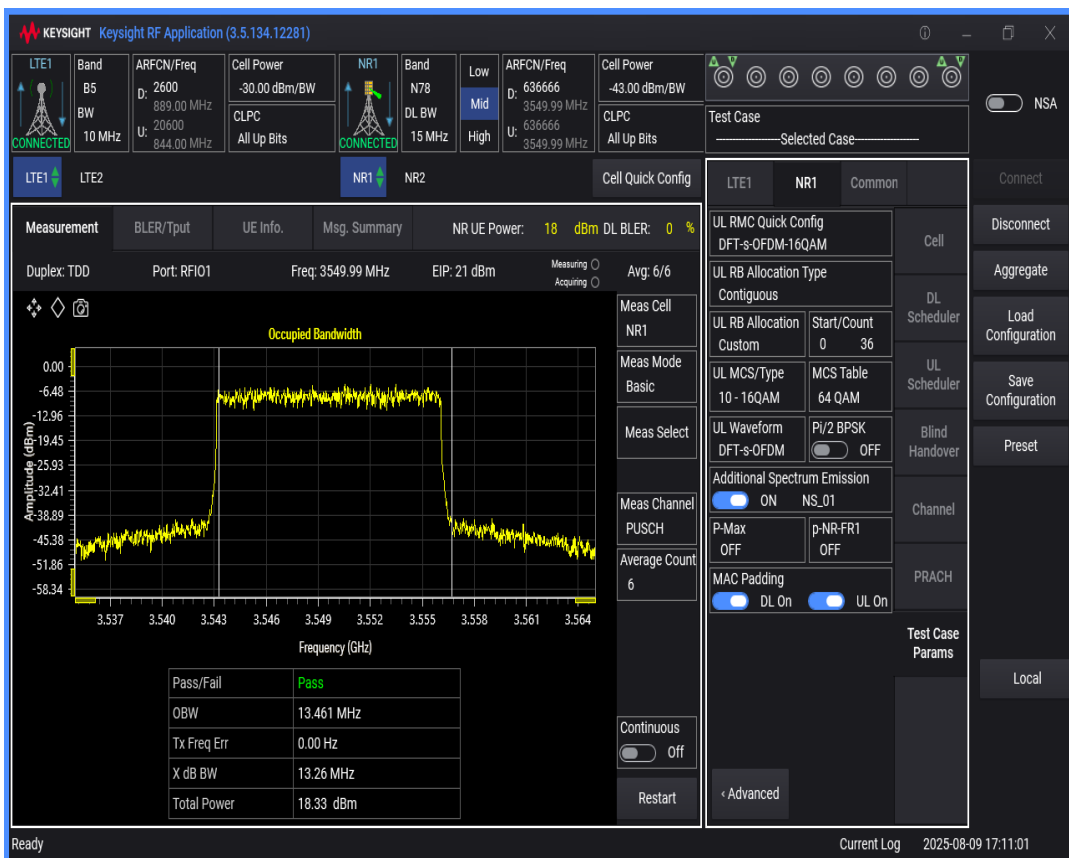 KEYSIGHT Keysight RF Application (3.5.134.12281)
LTE1
CONNECTED
Band
B5
BW
10 MHz
ARFCN/Freq
D: 2600
889.00 MHz
U: 20600
844.00 MHz
Cell Power
-30.00 dBm/BW
CLPC
All Up Bits
NR1
CONNECTED
Band
N78
DL BW
15 MHz
Low
Mid
High
ARFCN/Freq
D: 636666
3549.99 MHz
U: 636666
3549.99 MHz
Cell Power
-43.00 dBm/BW
CLPC
All Up Bits
Test Case
-----------------Selected Case-----------------
NSA
LTE1 LTE2 NR1 NR2 Cell Quick Config
Measurement BLER/Tput UE Info. Msg. Summary NR UE Power: 18 dBm DL BLER: 0 %
Duplex: TDD Port: RFIO1 Freq: 3549.99 MHz EIP: 21 dBm Measuring Acquiring Avg: 6/6
Occupied Bandwidth
Amplitude (dBm)
0.00
-6.48
-12.96
-19.45
-25.93
-32.41
-38.89
-45.38
-51.86
-58.34
3.537 3.540 3.543 3.546 3.549 3.552 3.555 3.558 3.561 3.564
Frequency (GHz)
Pass/Fail Pass
OBW 13.461 MHz
Tx Freq Err 0.00 Hz
X dB BW 13.26 MHz
Total Power 18.33 dBm
Meas Cell
NR1
Meas Mode
Basic
Meas Select
Meas Channel
PUSCH
Average Count
6
Continuous
Off
Restart
LTE1 NR1 Common
UL RMC Quick Config
DFT-s-OFDM-16QAM
UL RB Allocation Type
Contiguous
UL RB Allocation
Custom
Start/Count
0 36
UL MCS/Type
10 - 16QAM
MCS Table
64 QAM
UL Waveform
DFT-s-OFDM
Pi/2 BPSK
OFF
Additional Spectrum Emission
ON NS_01
P-Max
OFF
p-NR-FR1
OFF
MAC Padding
DL On UL On
‹ Advanced
Cell
DL
Scheduler
UL
Scheduler
Blind
Handover
Channel
PRACH
Test Case
Params
Connect
Disconnect
Aggregate
Load
Configuration
Save
Configuration
Preset
Local
Ready Current Log 2025-08-09 17:11:01